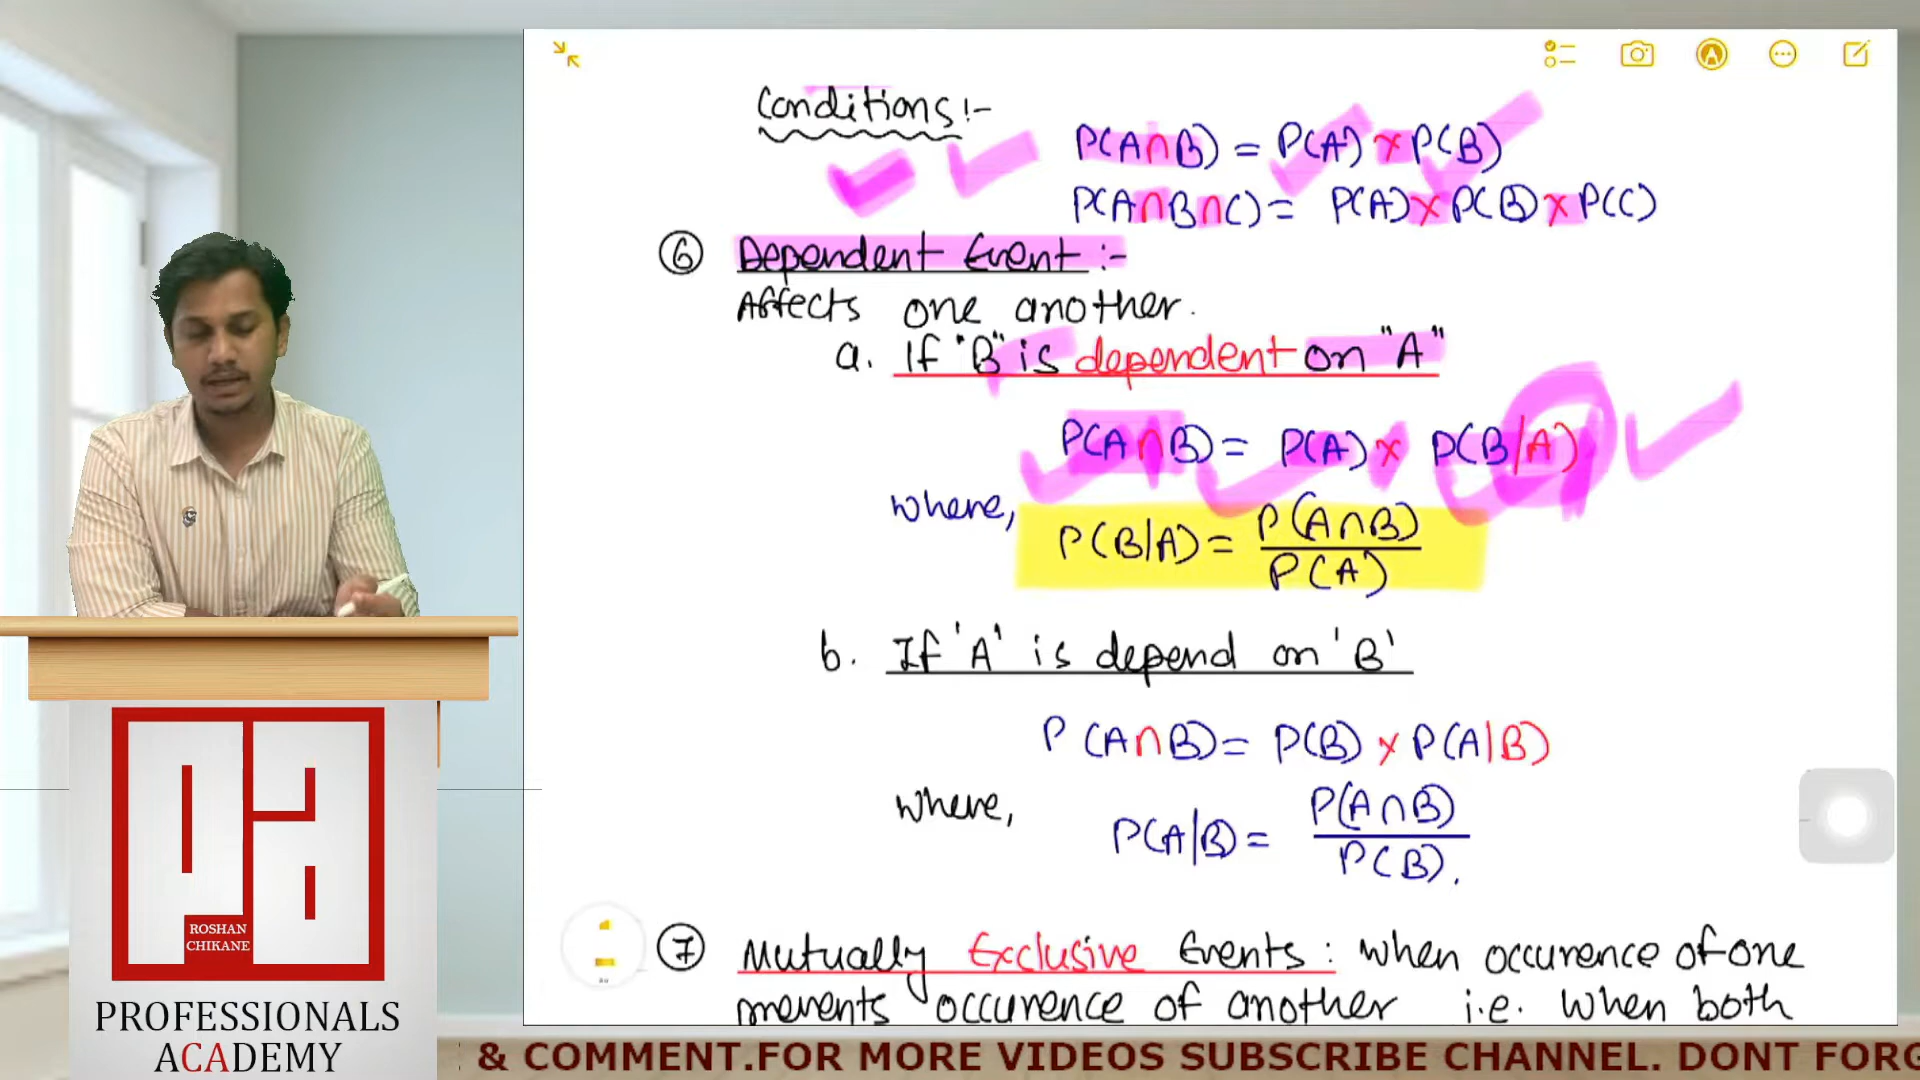 Conditions:-
P(A∩B) = P(A) × P(B)
P(A∩B∩C) = P(A) × P(B) × P(C)
⑥ Dependent Event :-
Affects one another.
a. If "B" is dependent on "A"
P(A∩B) = P(A) × P(B|A)
where,
P(B|A) = P(A∩B)
P(A)
b. If 'A' is depend on 'B'
P(A∩B) = P(B) × P(A|B)
where,
P(A|B) = P(A∩B)
P(B).
⑦ Mutually Exclusive Events : when occurence of one
prevents occurence of another i.e. when both
ROSHAN
CHIKANE
PROFESSIONALS
ACADEMY
& COMMENT.FOR MORE VIDEOS SUBSCRIBE CHANNEL. DONT FORG